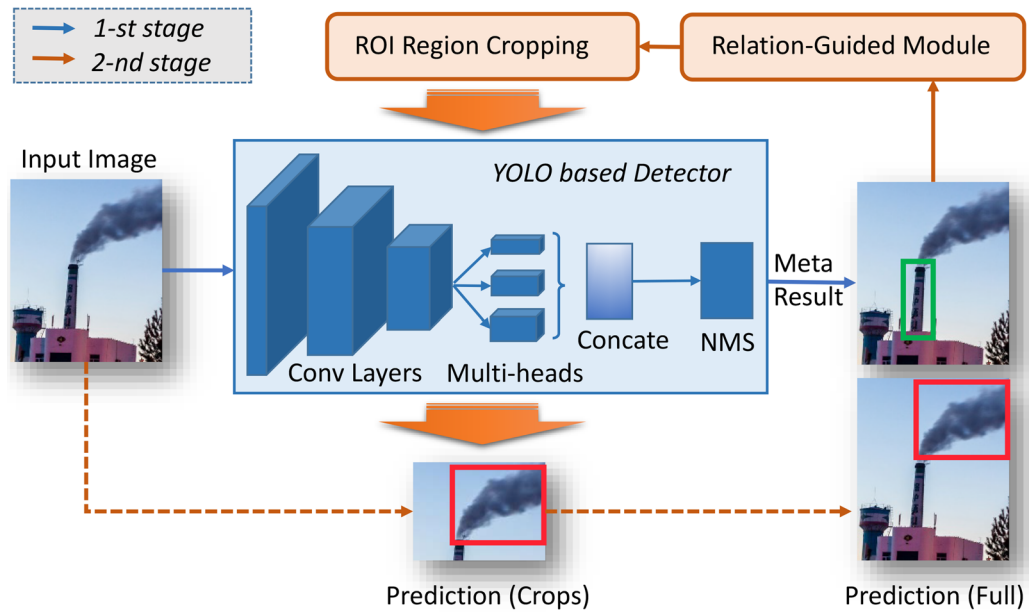 1-st stage
2-nd stage
ROI Region Cropping
Relation-Guided Module
Input Image
YOLO based Detector
Meta
Result
Concate
NMS
Conv Layers
Multi-heads
Prediction (Crops)
Prediction (Full)